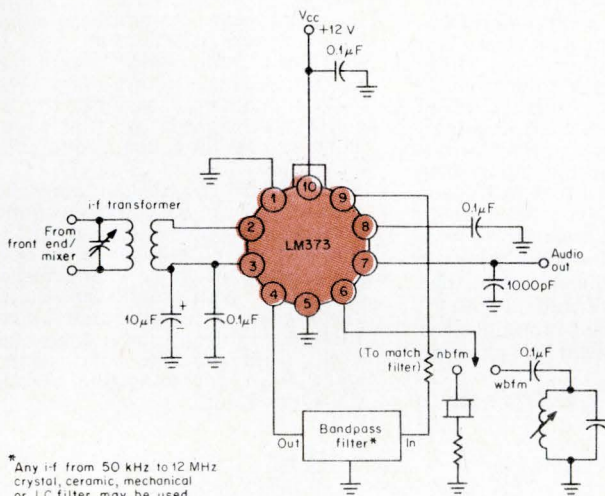 Vcc
+12 V
0.1µF
i-f transformer
From
front end/
mixer
1
10
9
2
8
0.1µF
LM373
3
7
Audio
out
4
5
6
1000pF
10µF
+
−
0.1µF
(To match
filter)
nbfm
wbfm
0.1µF
Out
Bandpass
filter*
In
*Any i-f from 50 kHz to 12 MHz
crystal, ceramic, mechanical
or LC filter may be used